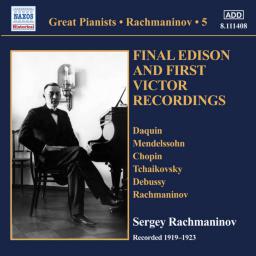 NAXOS
Historical
Great Pianists • Rachmaninov • 5
ADD
8.111408
FINAL EDISON
AND FIRST
VICTOR
RECORDINGS
Daquin
Mendelssohn
Chopin
Tchaikovsky
Debussy
Rachmaninov
Sergey Rachmaninov
Recorded 1919–1923